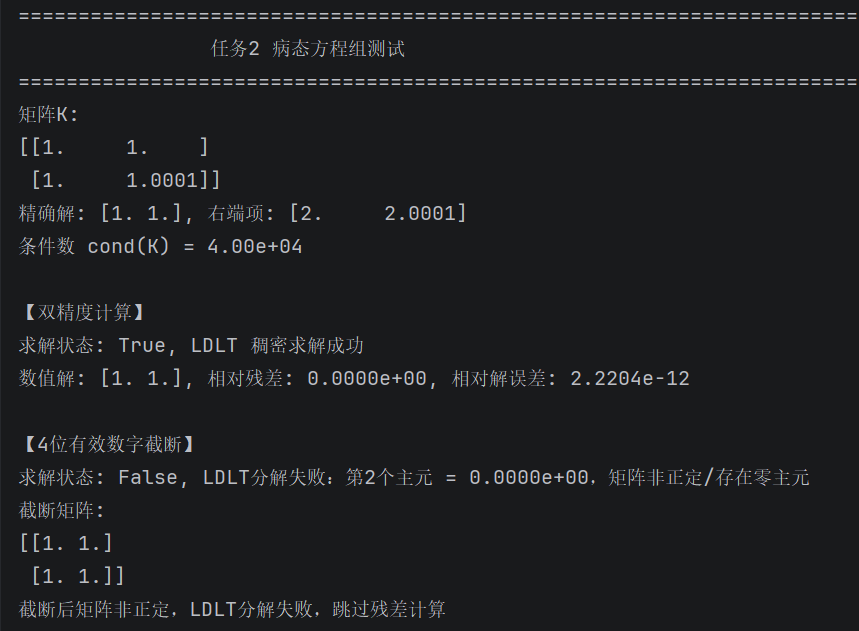 ======================================================================
任务2 病态方程组测试
======================================================================
矩阵K:
[[1.     1.    ]
 [1.     1.0001]]
精确解: [1. 1.], 右端项: [2.     2.0001]
条件数 cond(K) = 4.00e+04
【双精度计算】
求解状态: True, LDLT 稠密求解成功
数值解: [1. 1.], 相对残差: 0.0000e+00, 相对解误差: 2.2204e-12
【4位有效数字截断】
求解状态: False, LDLT分解失败：第2个主元 = 0.0000e+00，矩阵非正定/存在零主元
截断矩阵:
[[1. 1.]
 [1. 1.]]
截断后矩阵非正定，LDLT分解失败，跳过残差计算